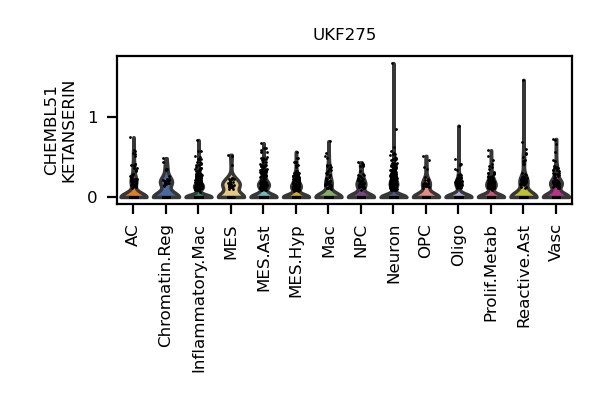 UKF275
CHEMBL51
KETANSERIN
1
0
AC
Chromatin.Reg
Inflammatory.Mac
MES
MES.Ast
MES.Hyp
Mac
NPC
Neuron
OPC
Oligo
Prolif.Metab
Reactive.Ast
Vasc